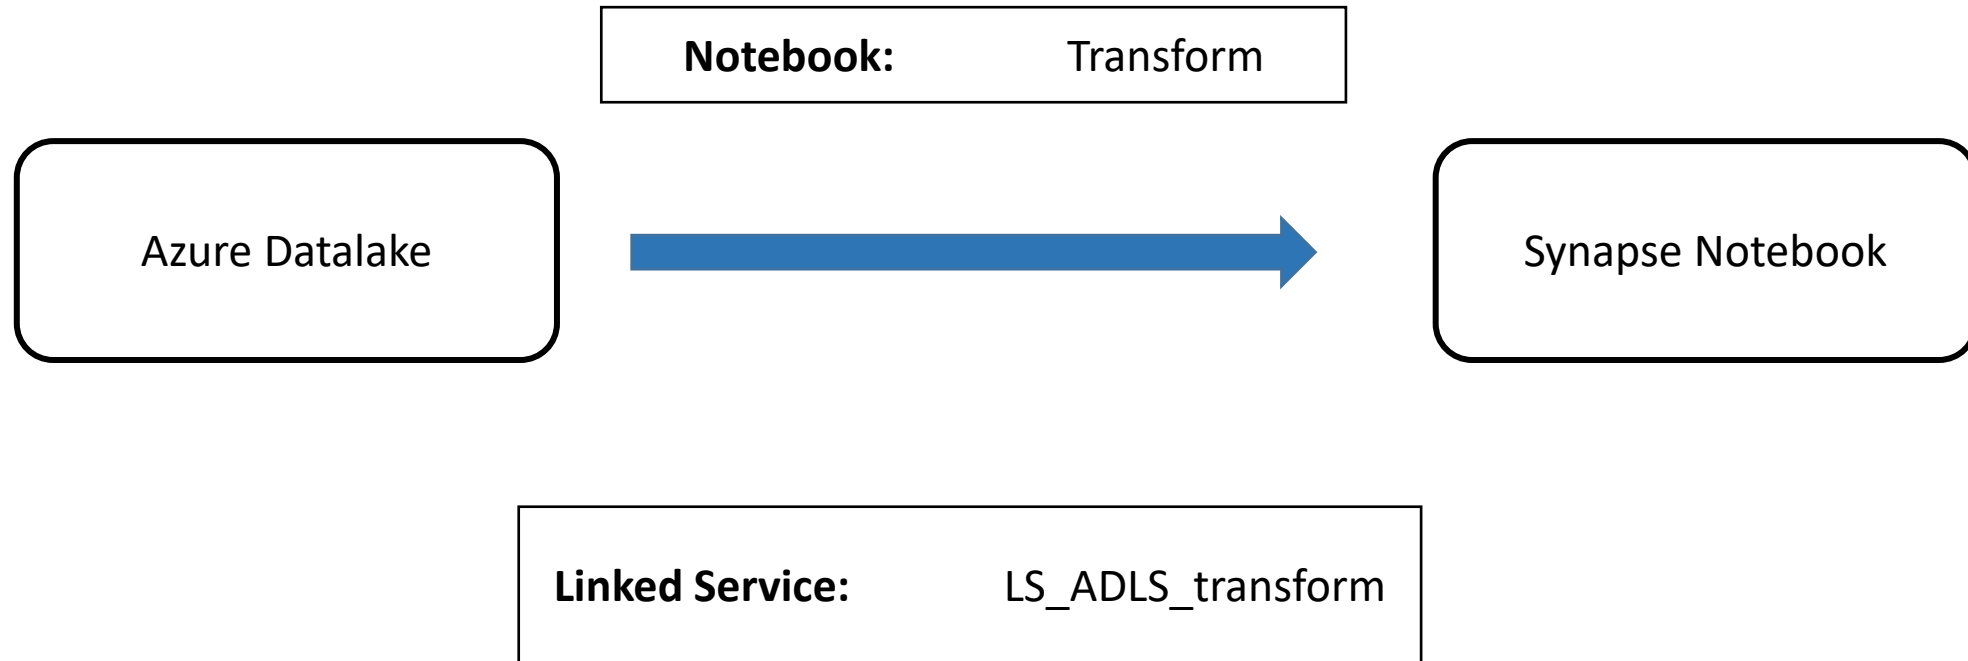 Notebook: Transform
Azure Datalake
Synapse Notebook
Linked Service: LS_ADLS_transform